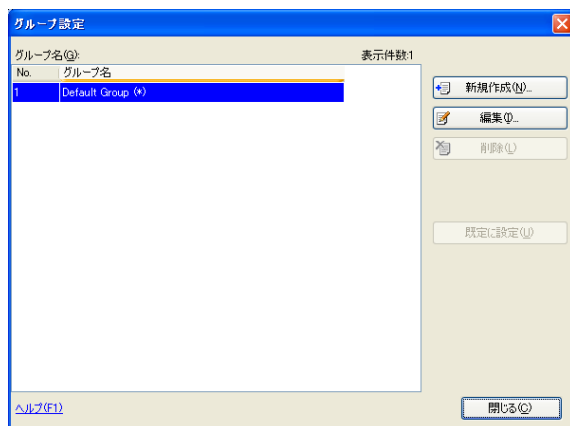 グループ設定
グループ名(G): 表示件数:1
No. グループ名
1 Default Group (*)
新規作成(N)...
編集(I)...
削除(L)
既定に設定(U)
ヘルプ(F1)
閉じる(C)